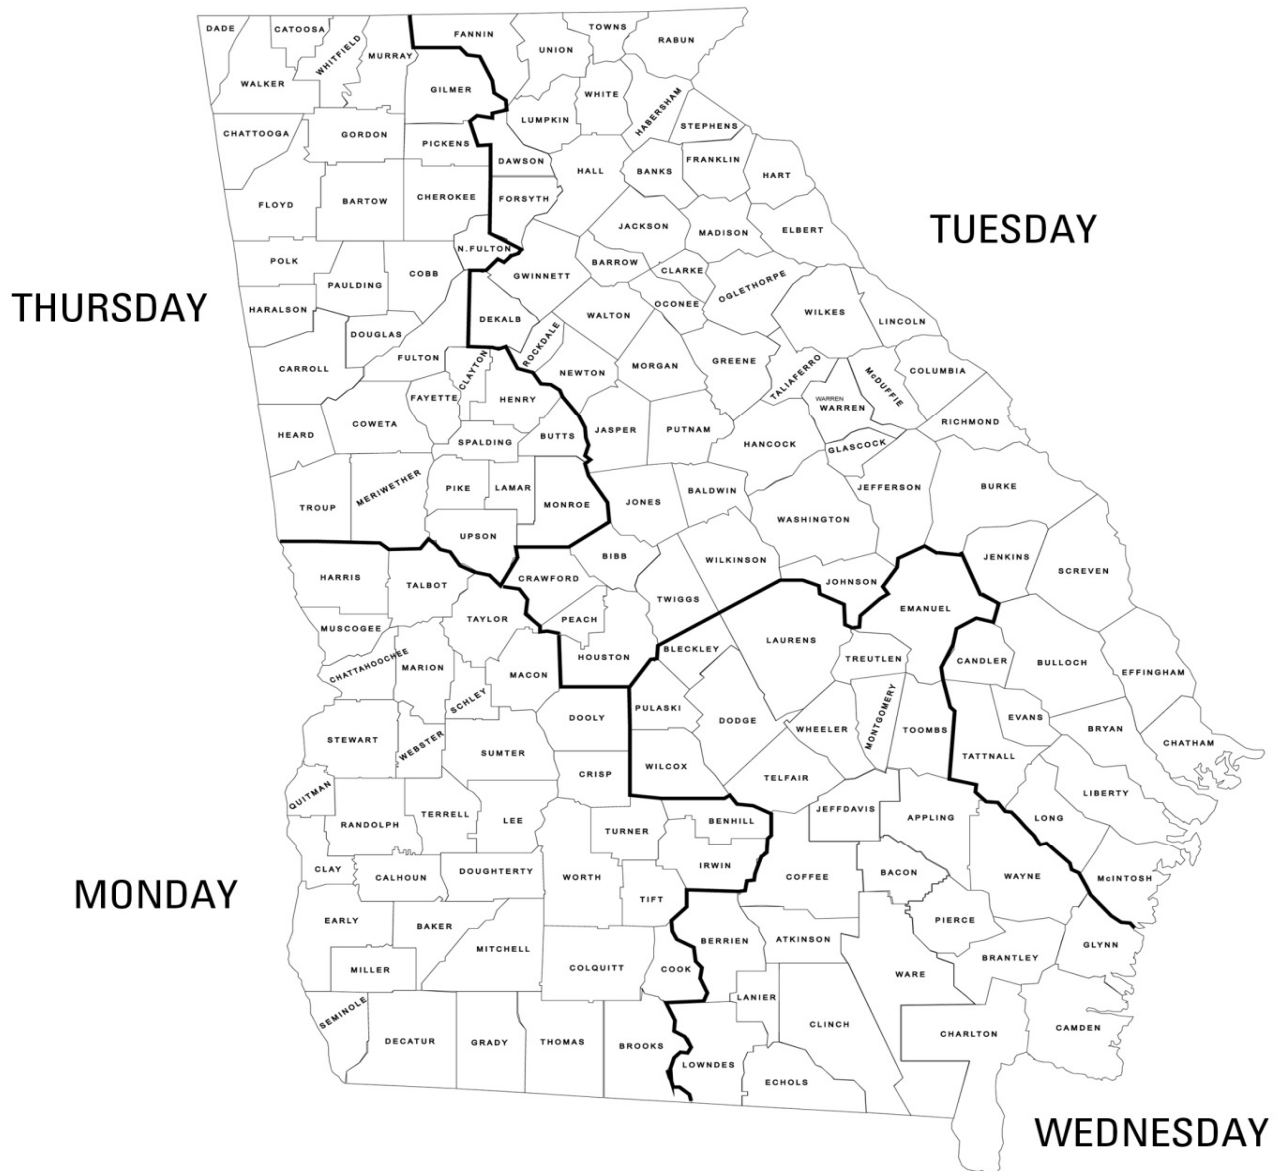 DADE
CATOOSA
WHITFIELD
MURRAY
FANNIN
TOWNS
UNION
RABUN
WALKER
GILMER
WHITE
HABERSHAM
LUMPKIN
STEPHENS
CHATTOOGA
GORDON
PICKENS
DAWSON
HALL
BANKS
FRANKLIN
HART
FLOYD
BARTOW
CHEROKEE
FORSYTH
JACKSON
MADISON
ELBERT
TUESDAY
N.FULTON
POLK
PAULDING
COBB
GWINNETT
BARROW
CLARKE
OGLETHORPE
THURSDAY
HARALSON
DOUGLAS
DEKALB
ROCKDALE
WALTON
OCONEE
WILKES
LINCOLN
CARROLL
FULTON
CLAYTON
NEWTON
MORGAN
GREENE
TALIAFERRO
McDUFFIE
COLUMBIA
FAYETTE
HENRY
WARREN
WARREN
HEARD
COWETA
SPALDING
BUTTS
JASPER
PUTNAM
HANCOCK
GLASCOCK
RICHMOND
TROUP
MERIWETHER
PIKE
LAMAR
MONROE
JONES
BALDWIN
JEFFERSON
BURKE
UPSON
WASHINGTON
HARRIS
TALBOT
CRAWFORD
BIBB
WILKINSON
JOHNSON
JENKINS
SCREVEN
TWIGGS
MUSCOGEE
TAYLOR
PEACH
EMANUEL
CHATTAHOOCHEE
MARION
MACON
HOUSTON
BLECKLEY
LAURENS
TREUTLEN
CANDLER
BULLOCH
EFFINGHAM
SCHLEY
STEWART
WEBSTER
SUMTER
DOOLY
PULASKI
DODGE
WHEELER
MONTGOMERY
TOOMBS
EVANS
BRYAN
CHATHAM
TATTNALL
QUITMAN
CRISP
WILCOX
TELFAIR
LIBERTY
RANDOLPH
TERRELL
LEE
TURNER
BENHILL
JEFFDAVIS
APPLING
LONG
CLAY
CALHOUN
DOUGHERTY
WORTH
IRWIN
COFFEE
BACON
WAYNE
McINTOSH
MONDAY
TIFT
EARLY
BAKER
MITCHELL
BERRIEN
ATKINSON
PIERCE
GLYNN
MILLER
COLQUITT
COOK
WARE
BRANTLEY
SEMINOLE
LANIER
DECATUR
GRADY
THOMAS
BROOKS
CLINCH
CHARLTON
CAMDEN
LOWNDES
ECHOLS
WEDNESDAY